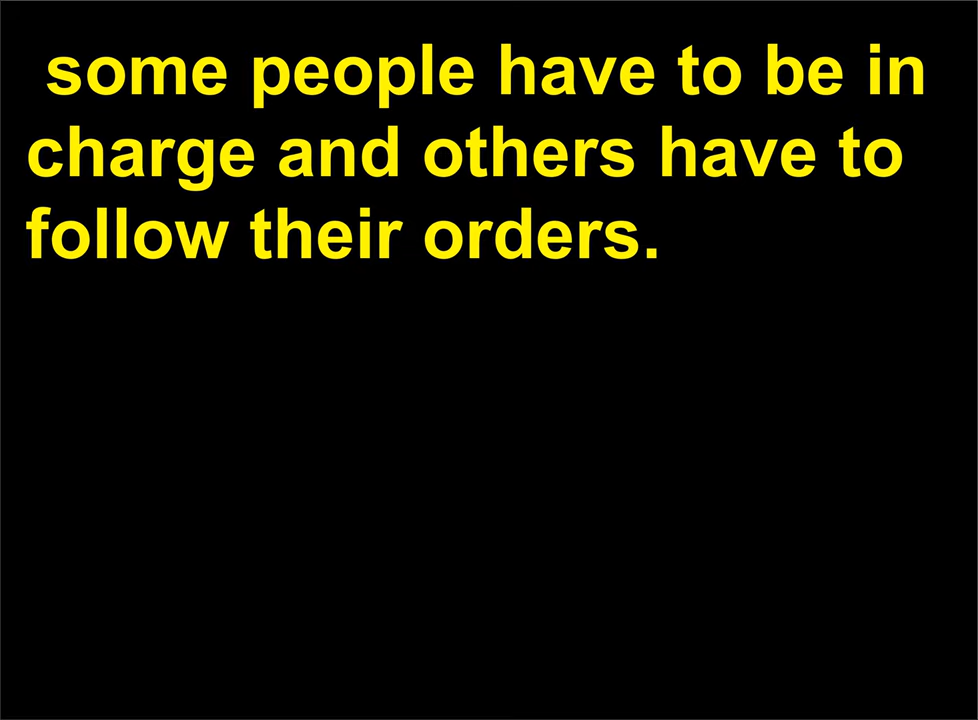 some people have to be in
charge and others have to
follow their orders.